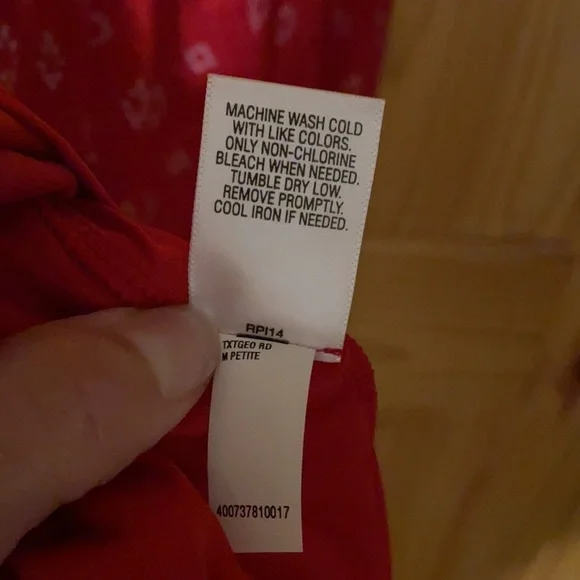 MACHINE WASH COLD
WITH LIKE COLORS.
ONLY NON-CHLORINE
BLEACH WHEN NEEDED.
TUMBLE DRY LOW.
REMOVE PROMPTLY.
COOL IRON IF NEEDED.
RPI14
TXTGEO RD
M PETITE
400737810017